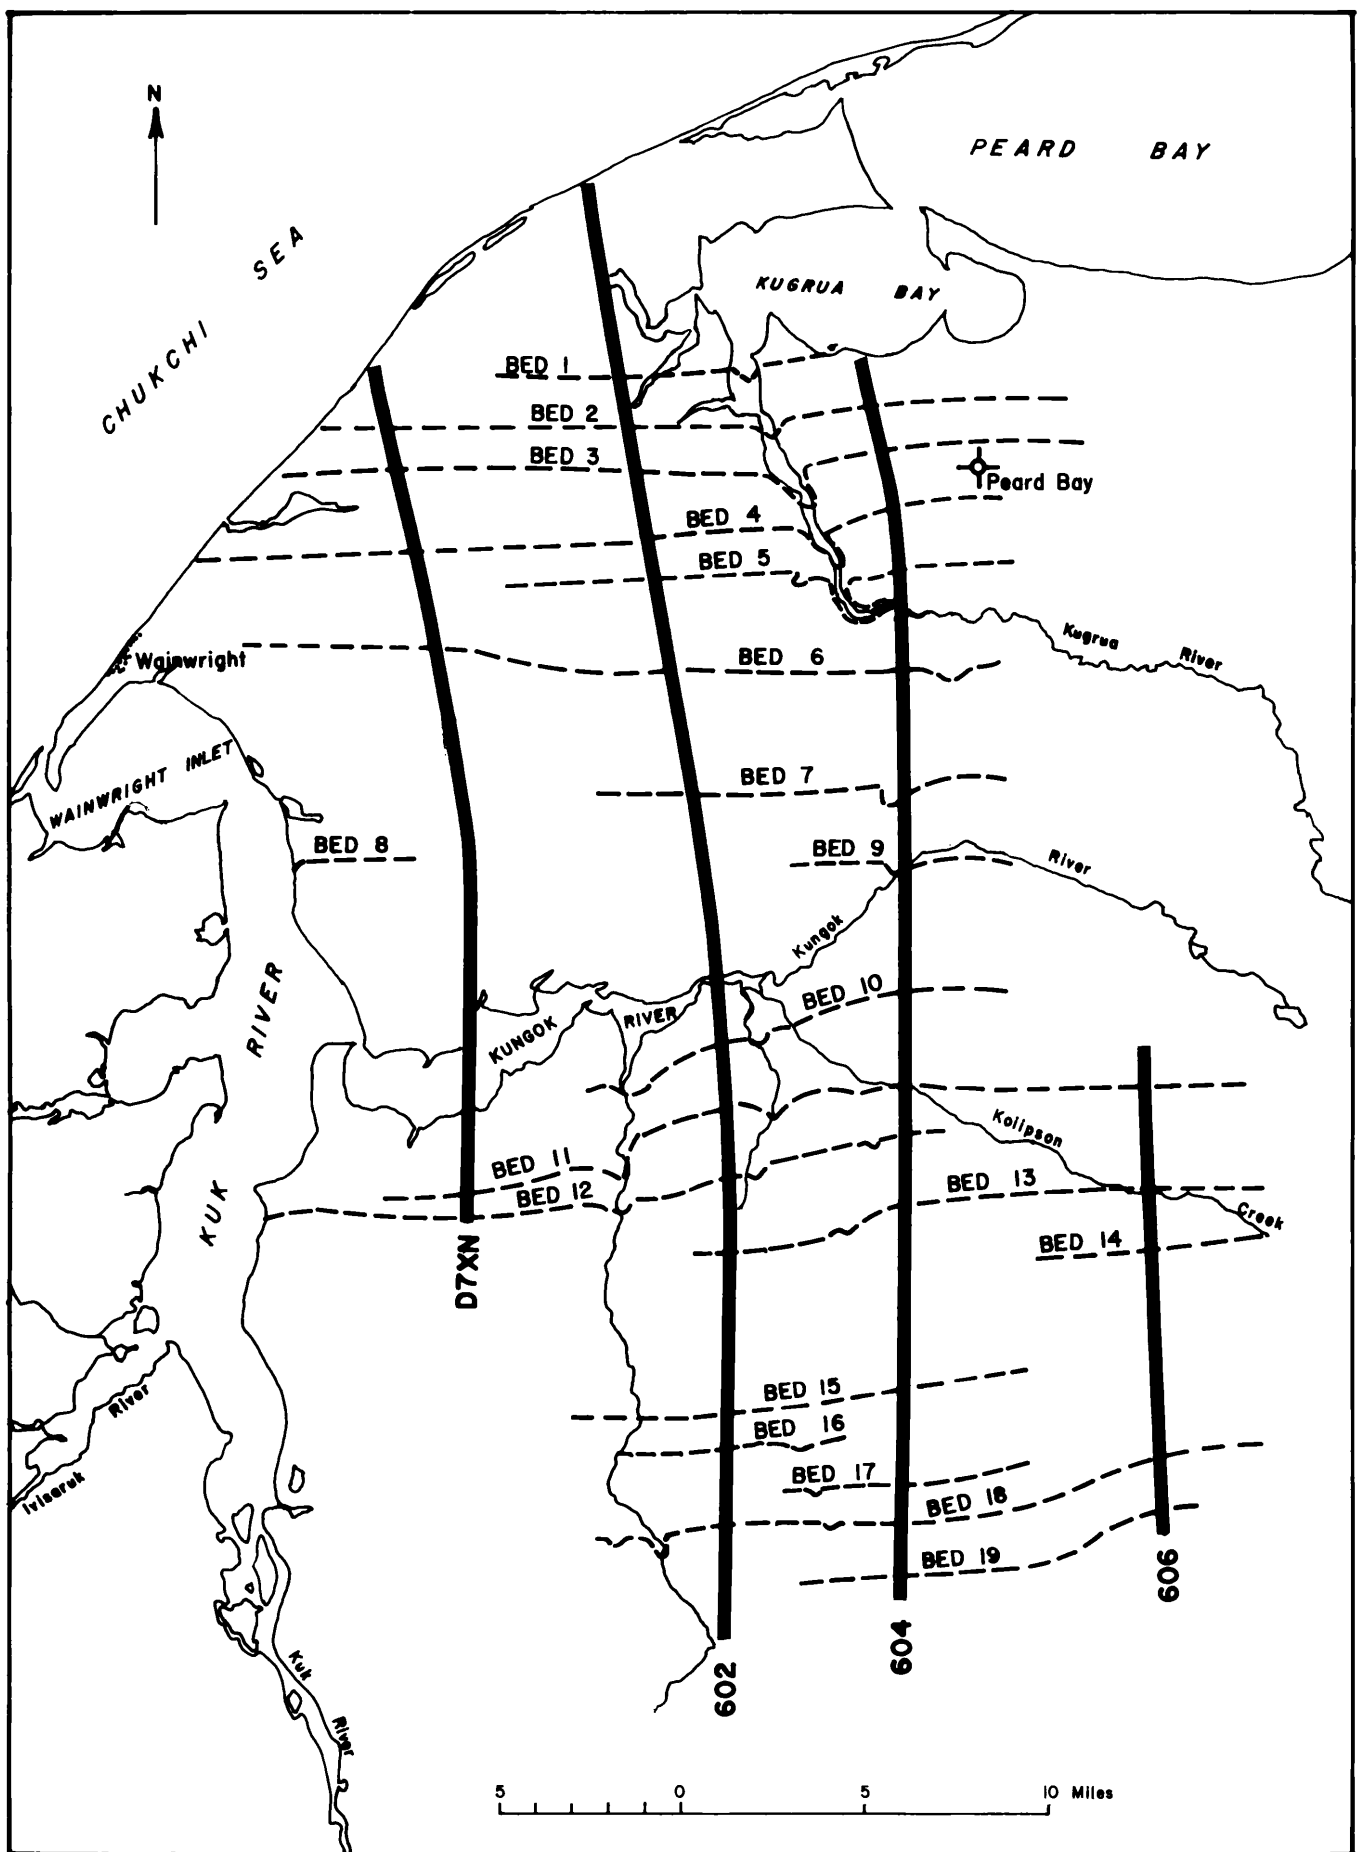 N
PEARD BAY
CHUKCHI SEA
KUGRUA BAY
BED 1
BED 2
BED 3
Peard Bay
BED 4
BED 5
Kugrua River
Wainwright
BED 6
WAINWRIGHT INLET
BED 7
BED 8
BED 9
River
Kungok
KUK RIVER
BED 10
KUNGOK RIVER
Kolipson Creek
BED 11
BED 12
BED 13
BED 14
D7XN
BED 15
River
BED 16
Ivisaruk
BED 17
BED 18
BED 19
606
604
602
Kuk River
5 0 5 10 Miles